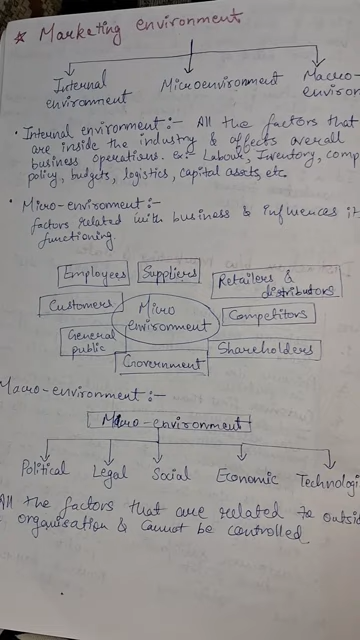 * Marketing environment
Internal Microenvironment Macro-
environment environ
• Internal environment :- All the factors that
are inside the industry & affects overall
business operations. ex:- Labour, Inventory, comp
policy, budgets, logistics, capital assets, etc.
• Micro-environment :-
factors related with business & influences it
functioning.
Employees Suppliers Retailers &
distributors
Customers Micro Competitors
General environment
public Shareholders
Government
Macro-environment :-
Macro-environment
Political Legal Social Economic Technologi
All the factors that are related to outsid
organisation & cannot be controlled.